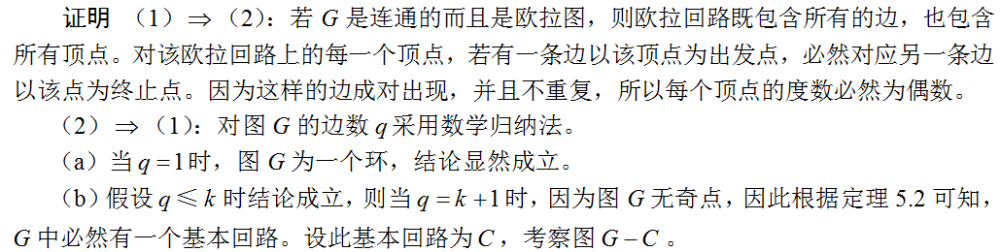 证明 （1）⇒（2）：若 G 是连通的而且是欧拉图，则欧拉回路既包含所有的边，也包含
所有顶点。对该欧拉回路上的每一个顶点，若有一条边以该顶点为出发点，必然对应另一条边
以该点为终止点。因为这样的边成对出现，并且不重复，所以每个顶点的度数必然为偶数。
（2）⇒（1）：对图 G 的边数 q 采用数学归纳法。
（a）当 q =1时，图 G 为一个环，结论显然成立。
（b）假设 q ≤ k 时结论成立，则当 q = k +1时，因为图 G 无奇点，因此根据定理 5.2 可知，
G 中必然有一个基本回路。设此基本回路为 C ，考察图 G − C 。